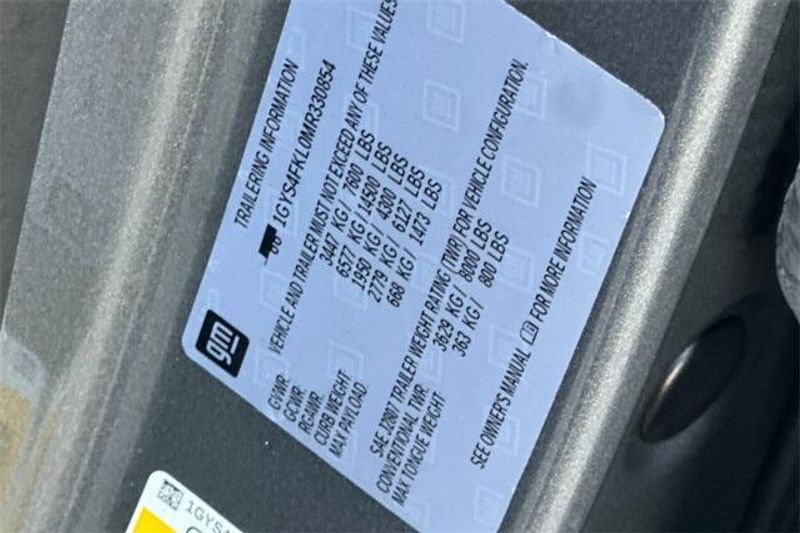 TRAILERING INFORMATION
1GYS4FKL0MR330854
VEHICLE AND TRAILER MUST NOT EXCEED ANY OF THESE VALUES
GVWR: 3447 KG/ 7600 LBS
GCWR: 6577 KG/ 14500 LBS
RGAWR: 1950 KG/ 4300 LBS
CURB WEIGHT 2779 KG/ 6127 LBS
MAX PAYLOAD: 668 KG/ 1473 LBS
SAE J2807 TRAILER WEIGHT RATING (TWR) FOR VEHICLE CONFIGURATION.
CONVENTIONAL TWR: 3629 KG/ 8000 LBS
MAX TONGUE WEIGHT 363 KG/ 800 LBS
SEE OWNER'S MANUAL FOR MORE INFORMATION
gm
1GYS4